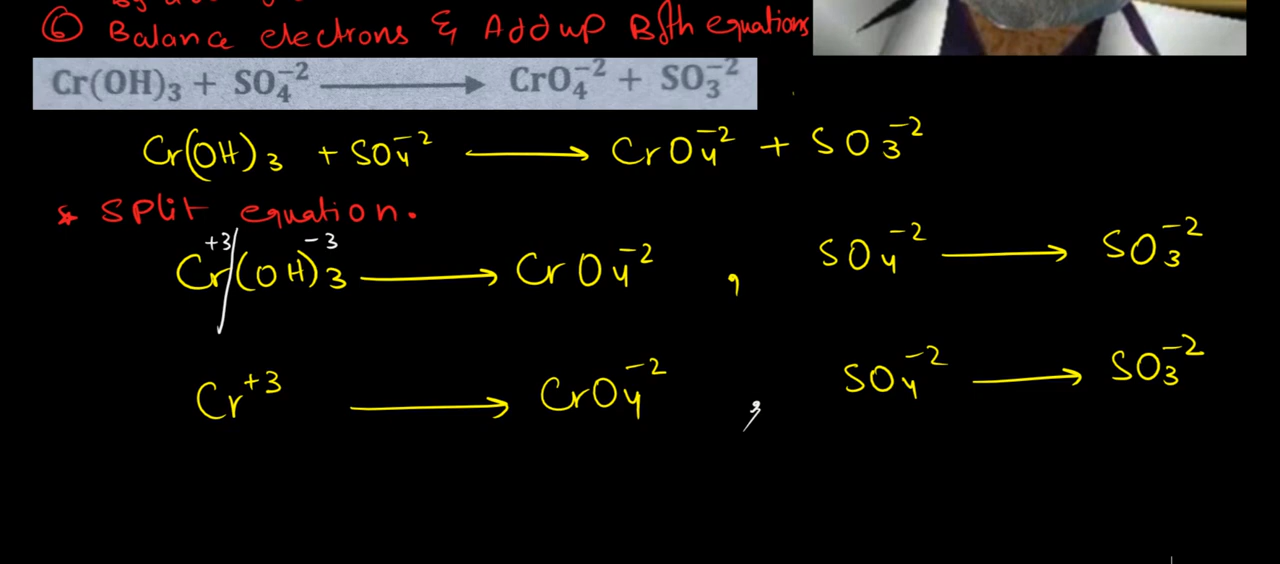 ⑥ Balance electrons & Add up Both equations
Cr(OH)₃ + SO₄⁻² ⟶ CrO₄⁻² + SO₃⁻²
Cr(OH)₃ + SO₄⁻² ⟶ CrO₄⁻² + SO₃⁻²
* Split equation.
+3 -3
Cr/(OH)₃ ⟶ CrO₄⁻² , SO₄⁻² ⟶ SO₃⁻²
Cr⁺³ ⟶ CrO₄⁻² , SO₄⁻² ⟶ SO₃⁻²